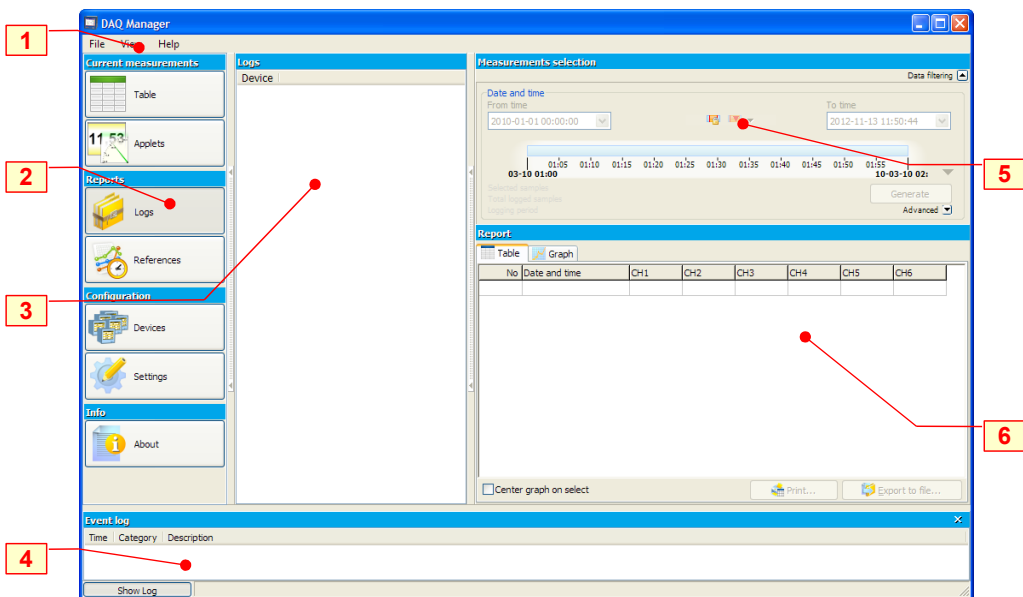 DAQ Manager
File View Help
1
Current measurements
Table
11 53
Applets
Reports
2
Logs
References
Configuration
3
Devices
Settings
Info
About
Logs
Device
Measurements selection
Data filtering
Date and time
From time
To time
2010-01-01 00:00:00
2012-11-13 11:50:44
01:05 01:10 01:15 01:20 01:25 01:30 01:35 01:40 01:45 01:50 01:55
03-10 01:00
10-03-10 02:
5
Selected samples
Total logged samples
Logging period
Generate
Advanced
Report
Table Graph
No Date and time CH1 CH2 CH3 CH4 CH5 CH6
6
Center graph on select
Print...
Export to file...
Event log
Time Category Description
4
Show Log